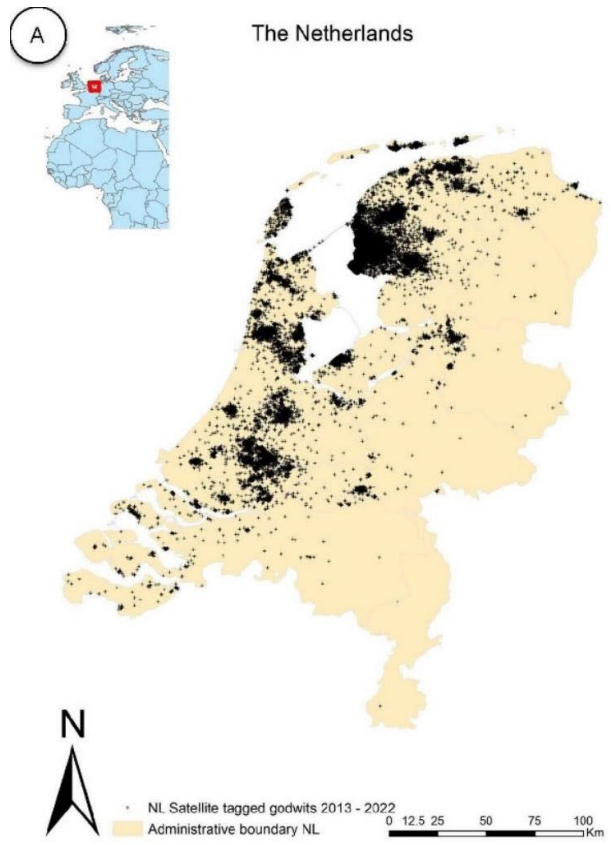 A
The Netherlands
N
NL Satellite tagged godwits 2013 - 2022
Administrative boundary NL
0 12.5 25 50 75 100
Km